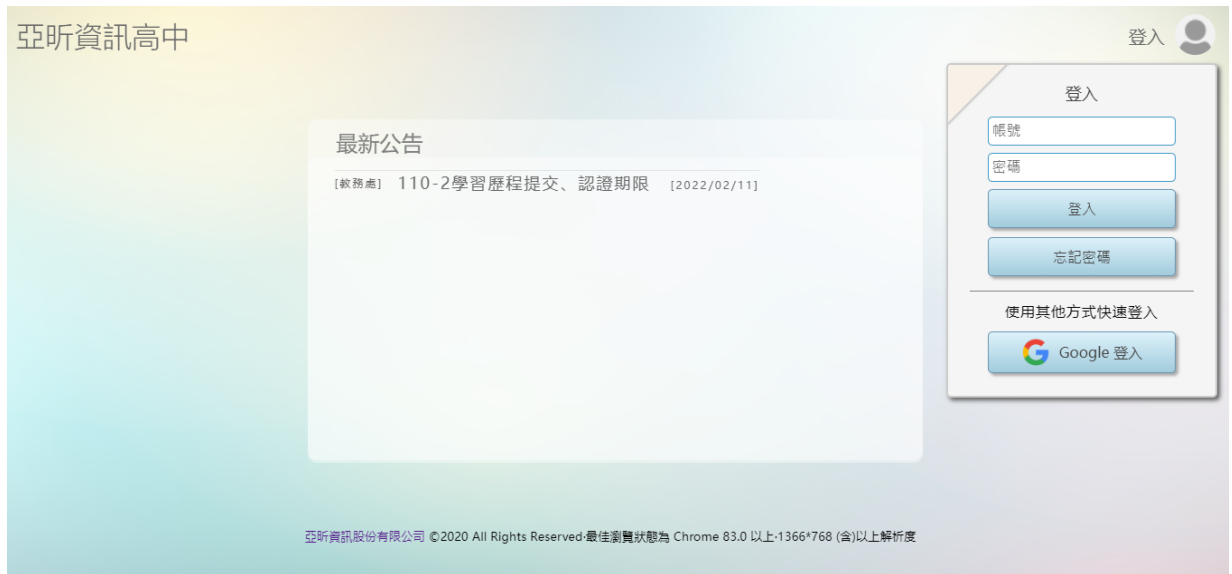 亞昕資訊高中
登入
登入
帳號
密碼
登入
忘記密碼
使用其他方式快速登入
Google 登入
最新公告
[教務處] 110-2學習歷程提交、認證期限 [2022/02/11]
亞昕資訊股份有限公司 ©2020 All Rights Reserved·最佳瀏覽狀態為 Chrome 83.0 以上·1366*768 (含)以上解析度